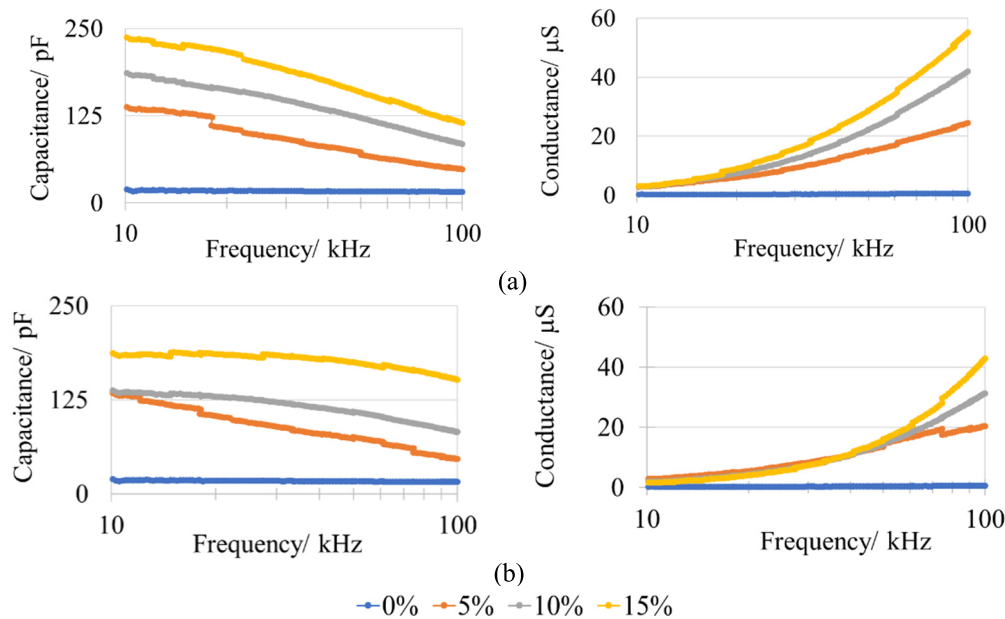 250
125
0
Capacitance/ pF
10
100
Frequency/ kHz
60
40
20
0
Conductance/ μS
10
100
Frequency/ kHz
(a)
250
125
0
Capacitance/ pF
10
100
Frequency/ kHz
60
40
20
0
Conductance/ μS
10
100
Frequency/ kHz
(b)
0% 5% 10% 15%